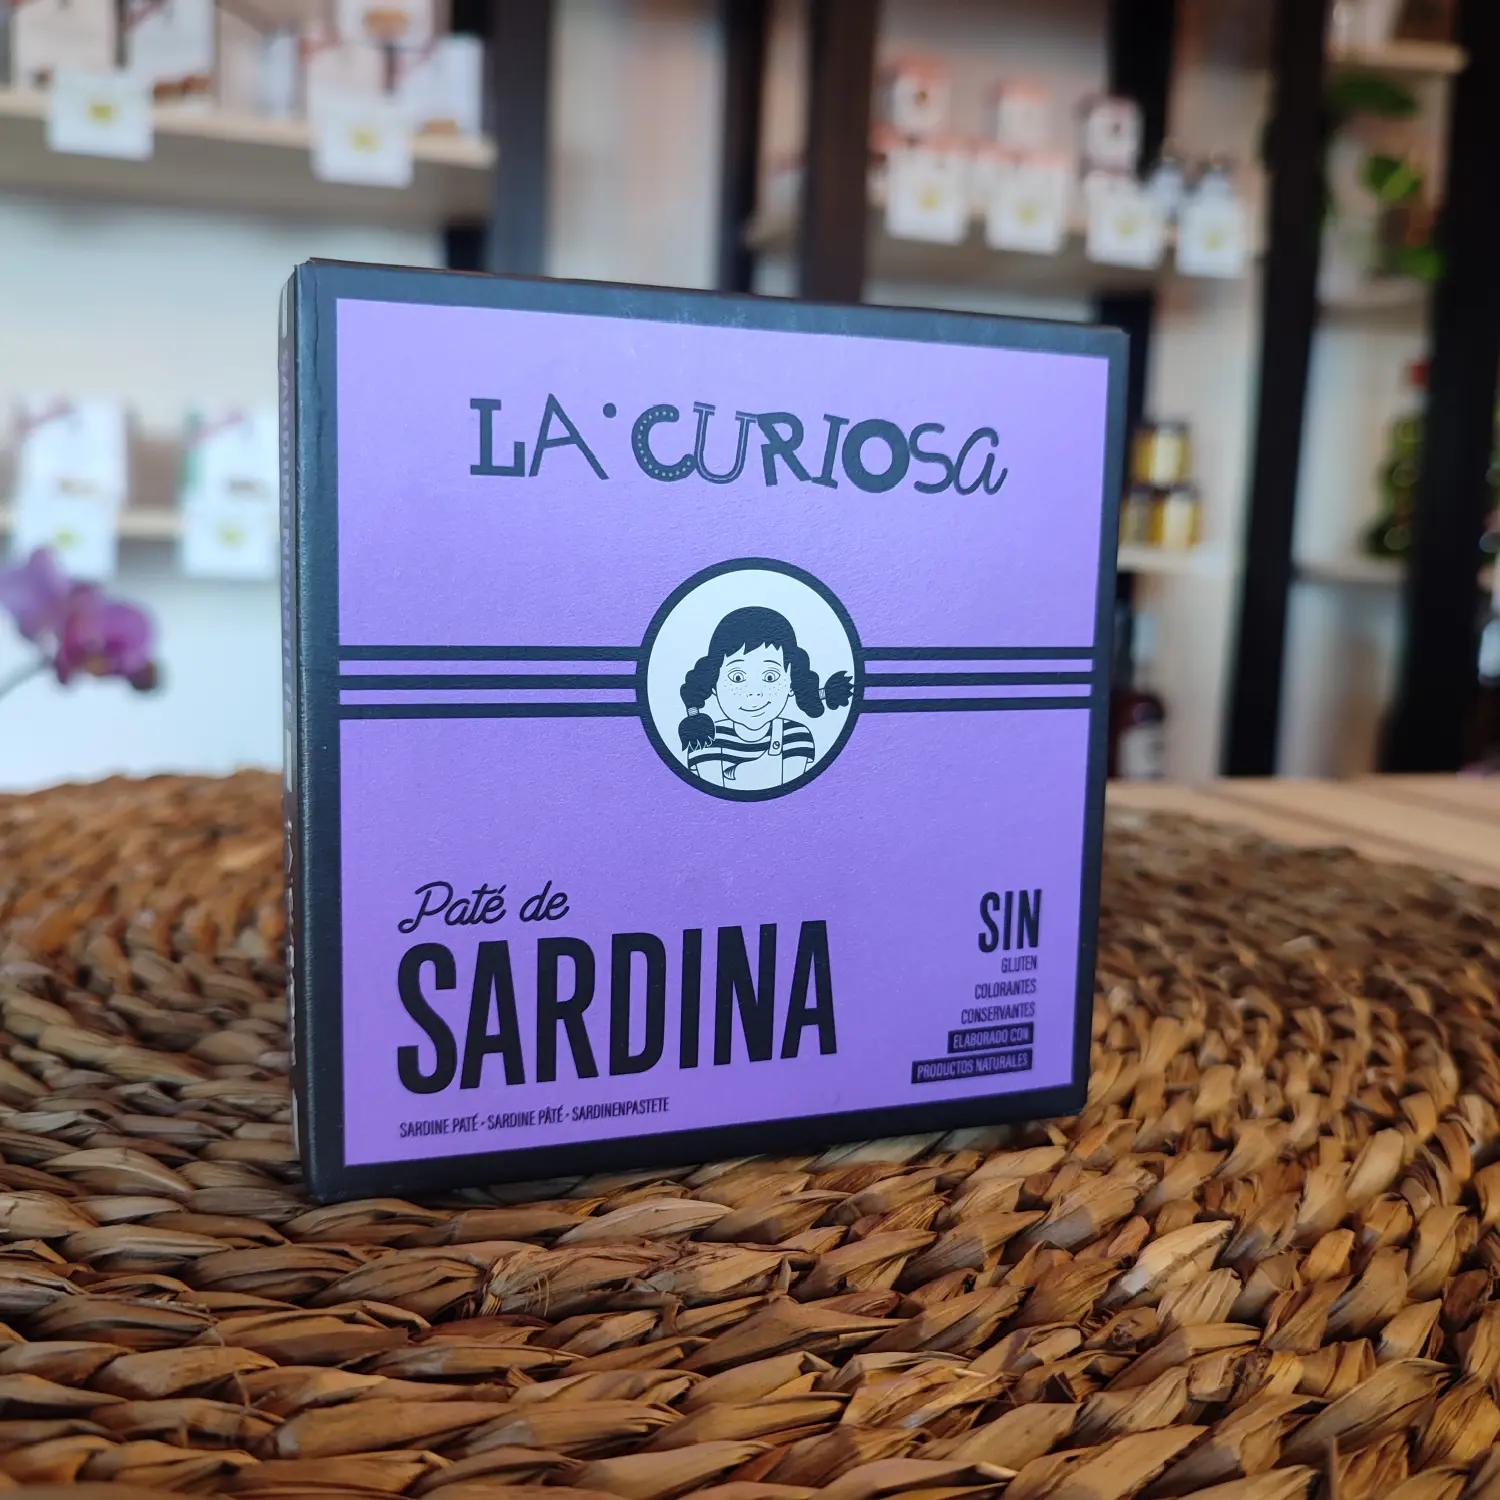 LA CURIOSA
Paté de
SARDINA
SARDINE PATÉ - SARDINE PÂTÉ - SARDINENPASTETE
SIN
GLUTEN
COLORANTES
CONSERVANTES
ELABORADO CON
PRODUCTOS NATURALES